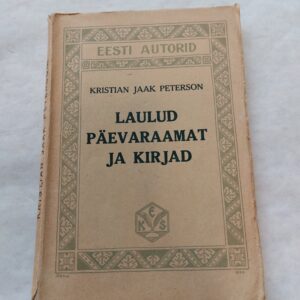 EESTI AUTORID
KRISTIAN JAAK PETERSON
LAULUD
PÄEVARAAMAT
JA KIRJAD
E
K S